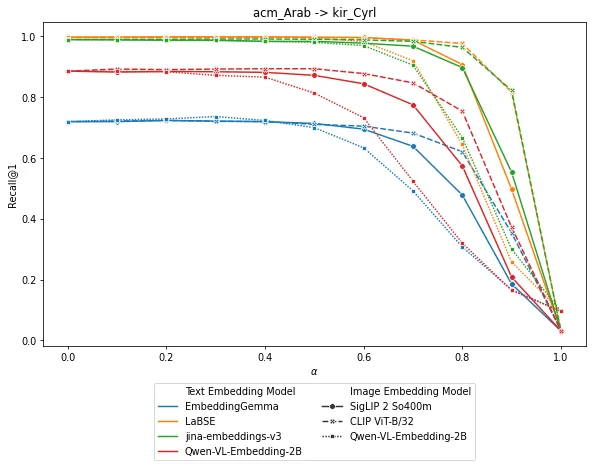 acm_Arab -> kir_Cyrl
1.0
0.8
0.6
0.4
0.2
0.0
Recall@1
0.0 0.2 0.4 0.6 0.8 1.0
α
Text Embedding Model Image Embedding Model
EmbeddingGemma SigLIP 2 So400m
LaBSE CLIP ViT-B/32
jina-embeddings-v3 Qwen-VL-Embedding-2B
Qwen-VL-Embedding-2B